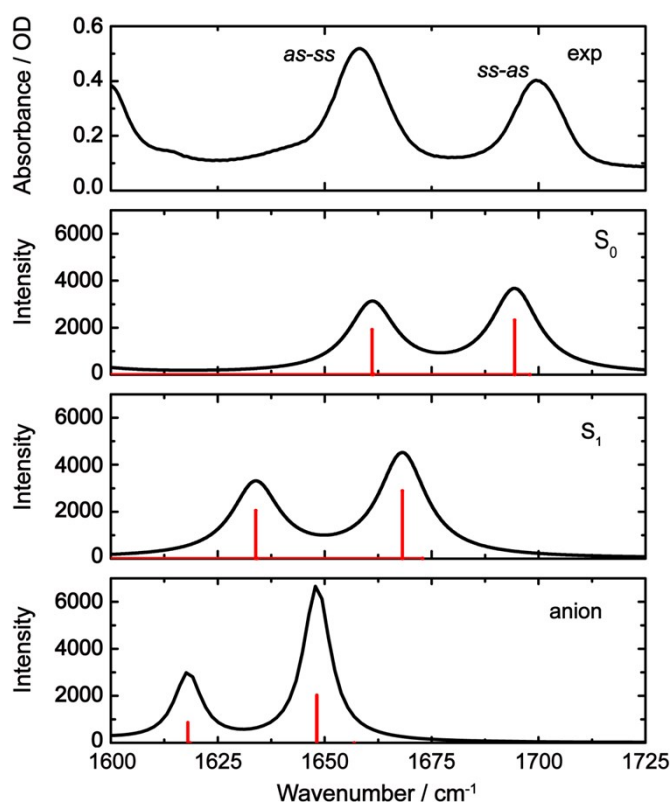 0.6
0.4
0.2
0.0
Absorbance / OD
as-ss
ss-as
exp
6000
4000
2000
0
Intensity
S₀
6000
4000
2000
0
Intensity
S₁
6000
4000
2000
0
Intensity
anion
1600
1625
1650
1675
1700
1725
Wavenumber / cm⁻¹